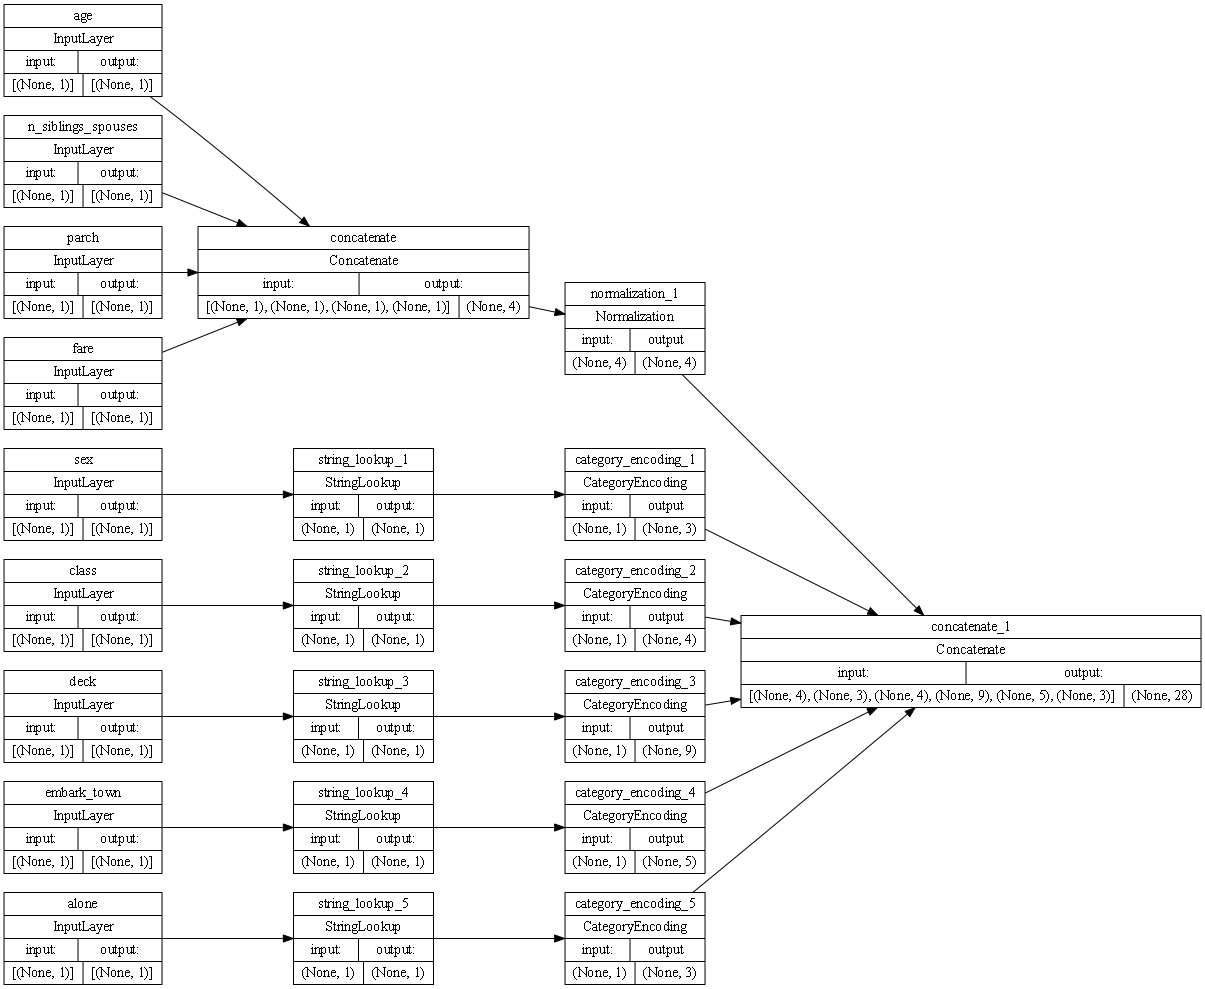 age
InputLayer
input: output:
[(None, 1)] [(None, 1)]
n_siblings_spouses
InputLayer
input: output:
[(None, 1)] [(None, 1)]
parch
InputLayer
input: output:
[(None, 1)] [(None, 1)]
fare
InputLayer
input: output:
[(None, 1)] [(None, 1)]
concatenate
Concatenate
input: output:
[(None, 1), (None, 1), (None, 1), (None, 1)] (None, 4)
normalization_1
Normalization
input: output
(None, 4) (None, 4)
sex
InputLayer
input: output:
[(None, 1)] [(None, 1)]
string_lookup_1
StringLookup
input: output:
(None, 1) (None, 1)
category_encoding_1
CategoryEncoding
input: output
(None, 1) (None, 3)
class
InputLayer
input: output:
[(None, 1)] [(None, 1)]
string_lookup_2
StringLookup
input: output:
(None, 1) (None, 1)
category_encoding_2
CategoryEncoding
input: output
(None, 1) (None, 4)
deck
InputLayer
input: output:
[(None, 1)] [(None, 1)]
string_lookup_3
StringLookup
input: output:
(None, 1) (None, 1)
category_encoding_3
CategoryEncoding
input: output
(None, 1) (None, 9)
embark_town
InputLayer
input: output:
[(None, 1)] [(None, 1)]
string_lookup_4
StringLookup
input: output:
(None, 1) (None, 1)
category_encoding_4
CategoryEncoding
input: output
(None, 1) (None, 5)
alone
InputLayer
input: output:
[(None, 1)] [(None, 1)]
string_lookup_5
StringLookup
input: output:
(None, 1) (None, 1)
category_encoding_5
CategoryEncoding
input: output
(None, 1) (None, 3)
concatenate_1
Concatenate
input: output:
[(None, 4), (None, 3), (None, 4), (None, 9), (None, 5), (None, 3)] (None, 28)